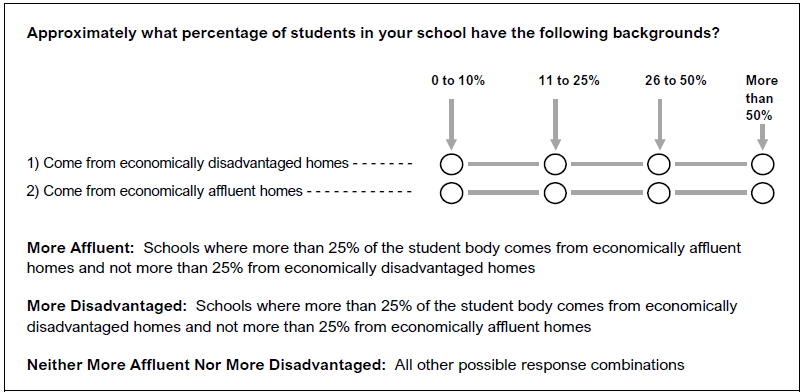 Approximately what percentage of students in your school have the following backgrounds?
0 to 10% 11 to 25% 26 to 50% More
than
50%
1) Come from economically disadvantaged homes - - - - - - -
2) Come from economically affluent homes - - - - - - - - - - - -
More Affluent: Schools where more than 25% of the student body comes from economically affluent
homes and not more than 25% from economically disadvantaged homes
More Disadvantaged: Schools where more than 25% of the student body comes from economically
disadvantaged homes and not more than 25% from economically affluent homes
Neither More Affluent Nor More Disadvantaged: All other possible response combinations